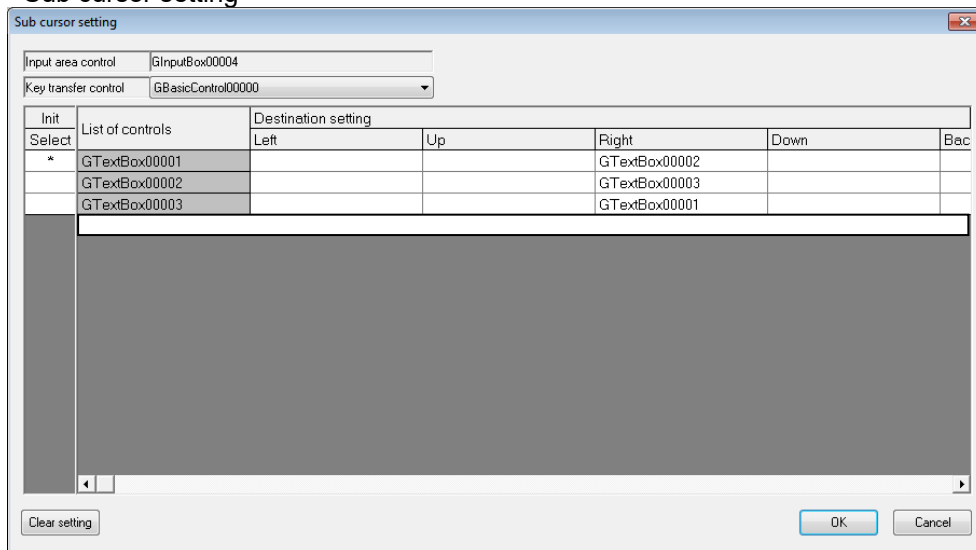 Sub cursor setting
Sub cursor setting
Input area control GInputBox00004
Key transfer control GBasicControl00000
Init List of controls Destination setting
Select Left Up Right Down Bac
* GTextBox00001 GTextBox00002
GTextBox00002 GTextBox00003
GTextBox00003 GTextBox00001
Clear setting OK Cancel